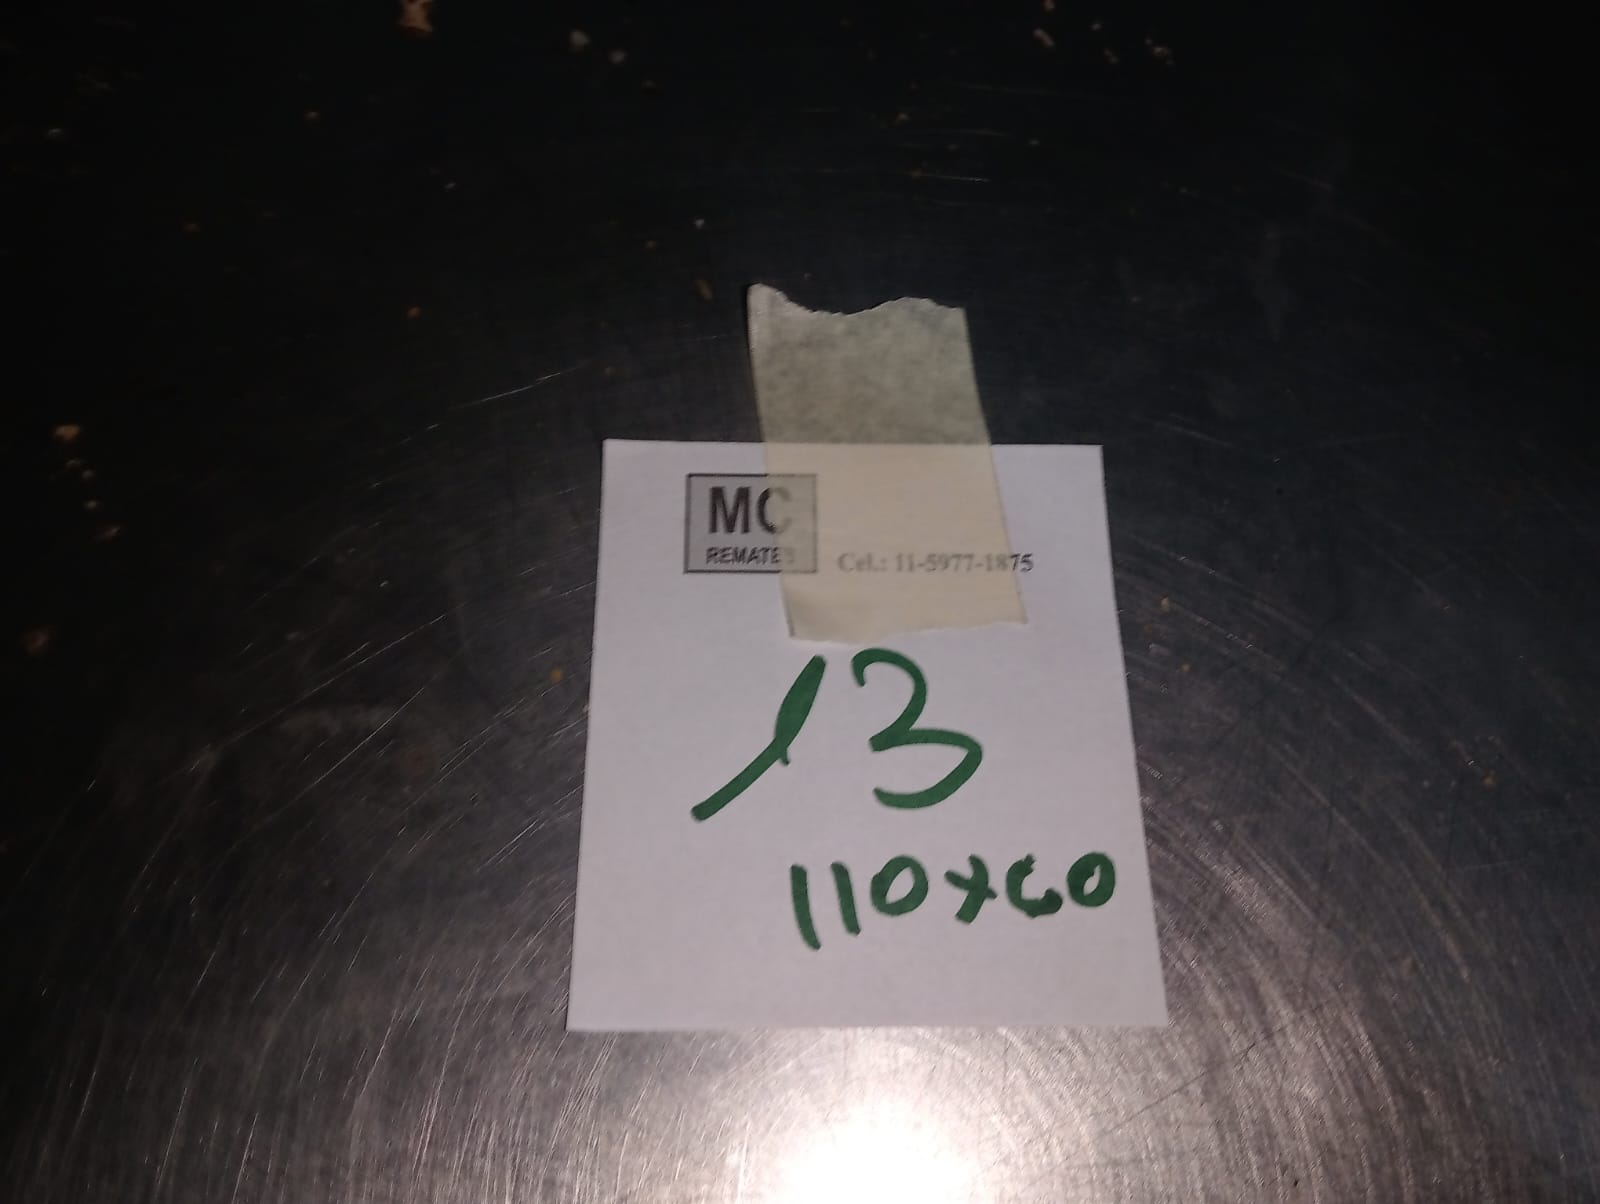 MC
REMATES
Cel.: 11-5977-1875
13
110x60